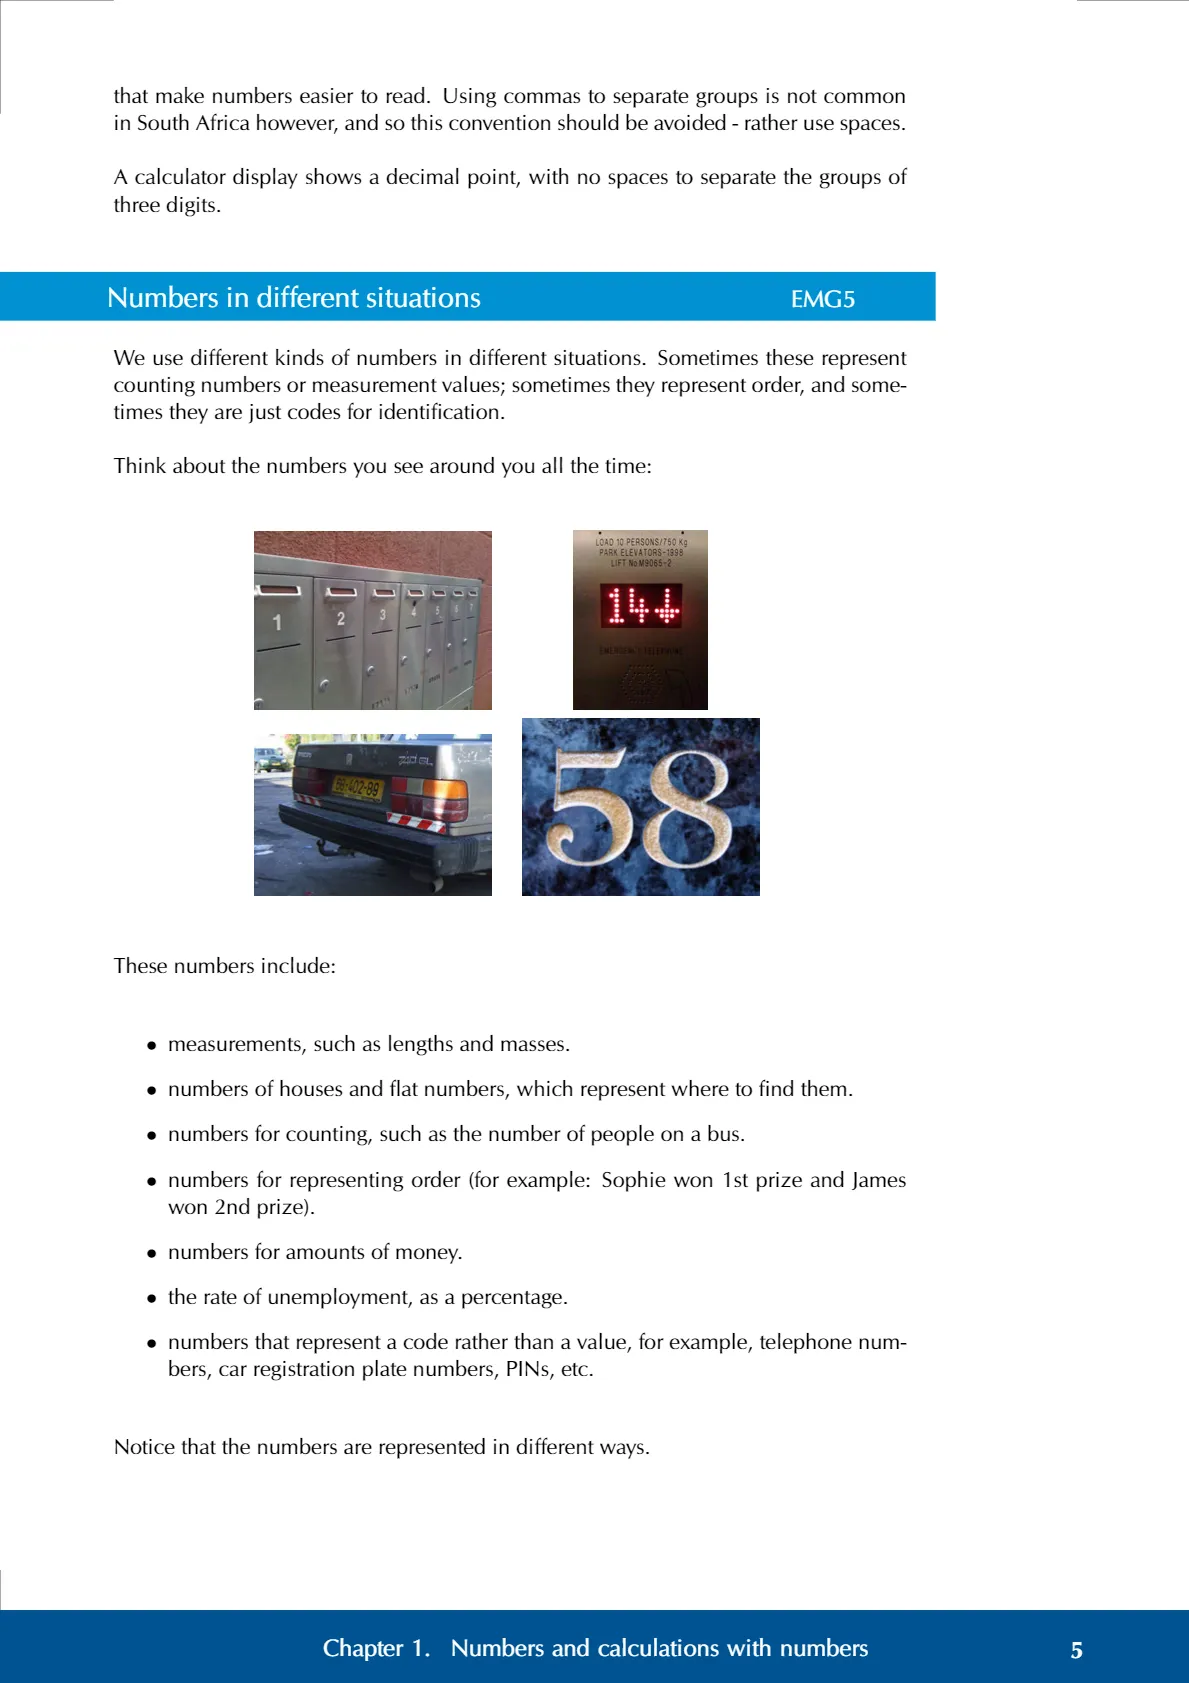 that make numbers easier to read. Using commas to separate groups is not common
in South Africa however, and so this convention should be avoided - rather use spaces.
A calculator display shows a decimal point, with no spaces to separate the groups of
three digits.
Numbers in different situations EMG5
We use different kinds of numbers in different situations. Sometimes these represent
counting numbers or measurement values; sometimes they represent order, and some-
times they are just codes for identification.
Think about the numbers you see around you all the time:
1 2 3 4 5 6 7
LOAD 10 PERSONS/750 Kg
PARK ELEVATORS-1998
LIFT No.M9065-2
14
EMERGENCY TELEPHONE
68-402-89
58
These numbers include:
• measurements, such as lengths and masses.
• numbers of houses and flat numbers, which represent where to find them.
• numbers for counting, such as the number of people on a bus.
• numbers for representing order (for example: Sophie won 1st prize and James
won 2nd prize).
• numbers for amounts of money.
• the rate of unemployment, as a percentage.
• numbers that represent a code rather than a value, for example, telephone num-
bers, car registration plate numbers, PINs, etc.
Notice that the numbers are represented in different ways.
Chapter 1. Numbers and calculations with numbers 5